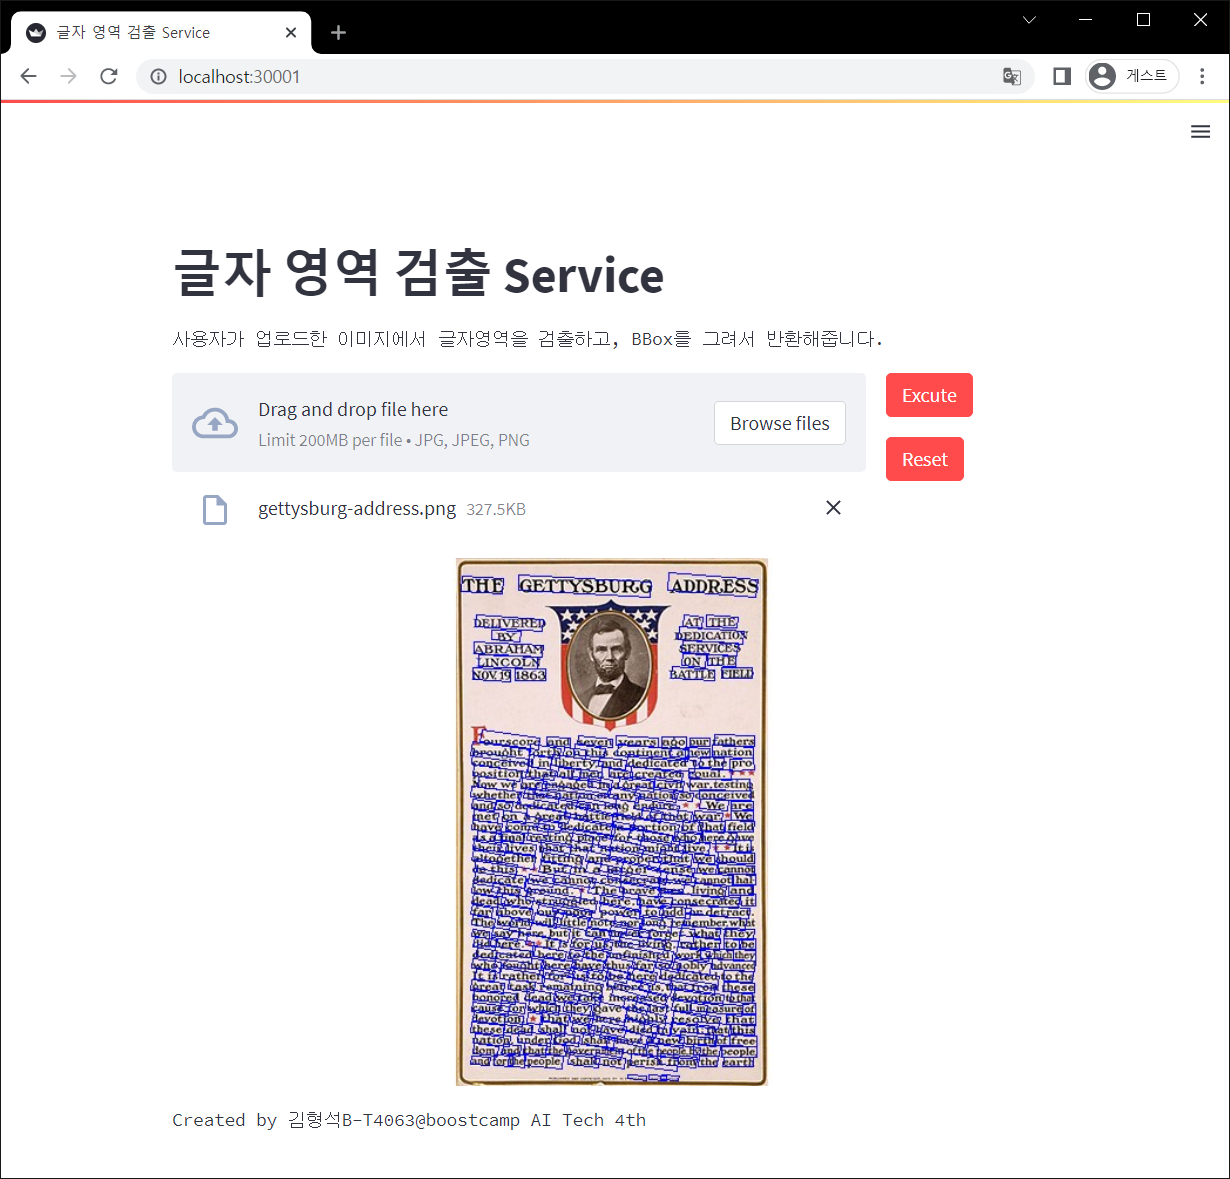 글자 영역 검출 Service
localhost:30001
게스트
글자 영역 검출 Service
사용자가 업로드한 이미지에서 글자영역을 검출하고, BBox를 그려서 반환해줍니다.
Drag and drop file here
Limit 200MB per file • JPG, JPEG, PNG
Browse files
Excute
Reset
gettysburg-address.png 327.5KB
THE GETTYSBURG ADDRESS
DELIVERED
BY
ABRAHAM
LINCOLN
NOV. 19 1863
AT THE
DEDICATION
SERVICES
ON THE
BATTLE FIELD
Fourscore and seven years ago our fathers
brought forth on this continent a new nation
conceived in liberty and dedicated to the pro
position that all men are created equal.
Now we are engaged in a great civil war, testing
whether that nation or any nation so conceived
and so dedicated can long endure. We are
met on a great battlefield of that war. We
have come to dedicate a portion of that field
as a final resting place for those who here gave
their lives that that nation might live. It is
altogether fitting and proper that we should
do this. But in a larger sense we cannot
dedicate, we cannot consecrate, we cannot hal
low this ground. The brave men, living and
dead, who struggled here, have consecrated it
far above our poor power to add or detract.
The world will little note, nor long remember, what
we say here, but it can never forget what they
did here. It is for us, the living, rather to be
dedicated here to the unfinished work which they
who fought here have thus far so nobly advanced
It is rather for us to be here dedicated to the
great task remaining before us, that from these
honored dead we take increased devotion to that
cause for which they gave the last full measure of
devotion; that we here highly resolve that
these dead shall not have died in vain, that this
nation, under God, shall have a new birth of free
dom, and that the government of the people, by the people
and for the people, shall not perish from the earth
Created by 김형석B-T4063@boostcamp AI Tech 4th